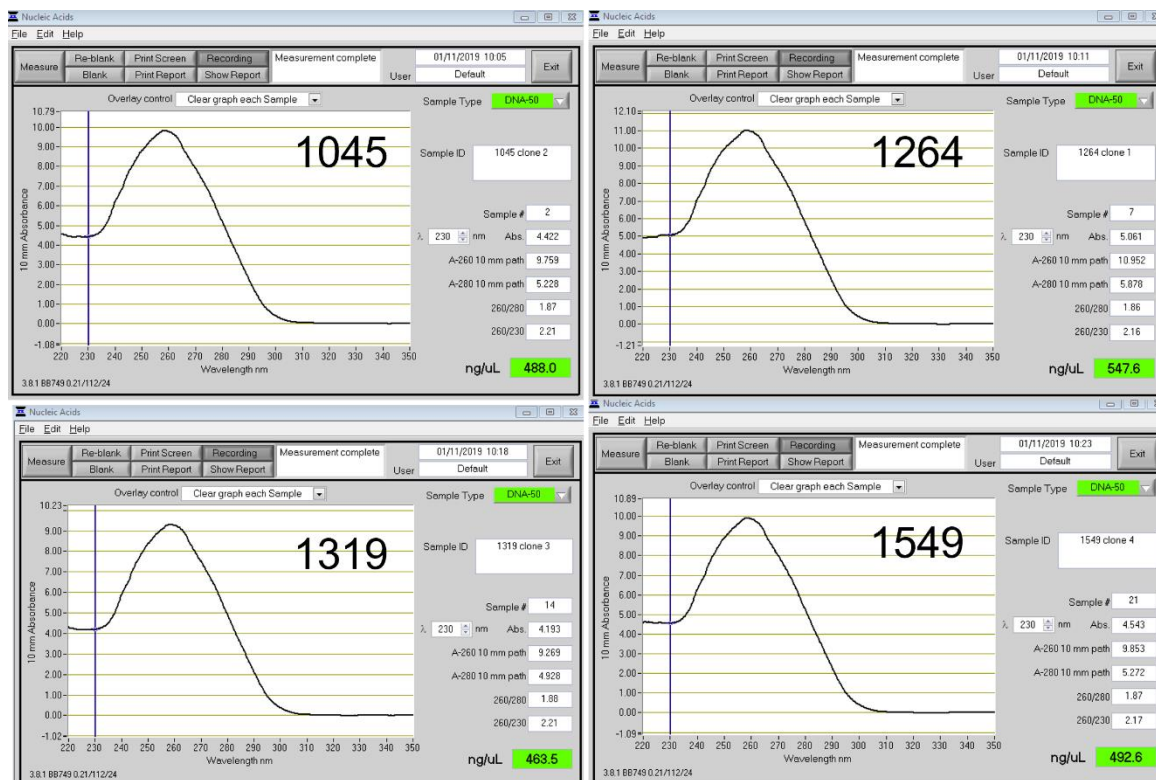 Nucleic Acids
File Edit Help
Measure
Re-blank Print Screen Recording
Blank Print Report Show Report
Measurement complete
01/11/2019 10:05
User Default
Exit
Overlay control Clear graph each Sample
Sample Type DNA-50
1045
Sample ID 1045 clone 2
Sample # 2
λ 230 nm Abs. 4.422
A-260 10 mm path 9.759
A-280 10 mm path 5.228
260/280 1.87
260/230 2.21
ng/uL 488.0
10 mm Absorbance
10.79
10.00
9.00
8.00
7.00
6.00
5.00
4.00
3.00
2.00
1.00
0.00
-1.08
220 230 240 250 260 270 280 290 300 310 320 330 340 350
Wavelength nm
3.8.1 BB749 0.21/112/24
Nucleic Acids
File Edit Help
Measure
Re-blank Print Screen Recording
Blank Print Report Show Report
Measurement complete
01/11/2019 10:11
User Default
Exit
Overlay control Clear graph each Sample
Sample Type DNA-50
1264
Sample ID 1264 clone 1
Sample # 7
λ 230 nm Abs. 5.061
A-260 10 mm path 10.952
A-280 10 mm path 5.878
260/280 1.86
260/230 2.16
ng/uL 547.6
10 mm Absorbance
12.10
11.00
10.00
9.00
8.00
7.00
6.00
5.00
4.00
3.00
2.00
1.00
0.00
-1.21
220 230 240 250 260 270 280 290 300 310 320 330 340 350
Wavelength nm
3.8.1 BB749 0.21/112/24
Nucleic Acids
File Edit Help
Measure
Re-blank Print Screen Recording
Blank Print Report Show Report
Measurement complete
01/11/2019 10:18
User Default
Exit
Overlay control Clear graph each Sample
Sample Type DNA-50
1319
Sample ID 1319 clone 3
Sample # 14
λ 230 nm Abs. 4.193
A-260 10 mm path 9.269
A-280 10 mm path 4.928
260/280 1.88
260/230 2.21
ng/uL 463.5
10 mm Absorbance
10.23
9.00
8.00
7.00
6.00
5.00
4.00
3.00
2.00
1.00
0.00
-1.02
220 230 240 250 260 270 280 290 300 310 320 330 340 350
Wavelength nm
3.8.1 BB749 0.21/112/24
Nucleic Acids
File Edit Help
Measure
Re-blank Print Screen Recording
Blank Print Report Show Report
Measurement complete
01/11/2019 10:23
User Default
Exit
Overlay control Clear graph each Sample
Sample Type DNA-50
1549
Sample ID 1549 clone 4
Sample # 21
λ 230 nm Abs. 4.543
A-260 10 mm path 9.853
A-280 10 mm path 5.272
260/280 1.87
260/230 2.17
ng/uL 492.6
10 mm Absorbance
10.89
10.00
9.00
8.00
7.00
6.00
5.00
4.00
3.00
2.00
1.00
0.00
-1.09
220 230 240 250 260 270 280 290 300 310 320 330 340 350
Wavelength nm
3.8.1 BB749 0.21/112/24